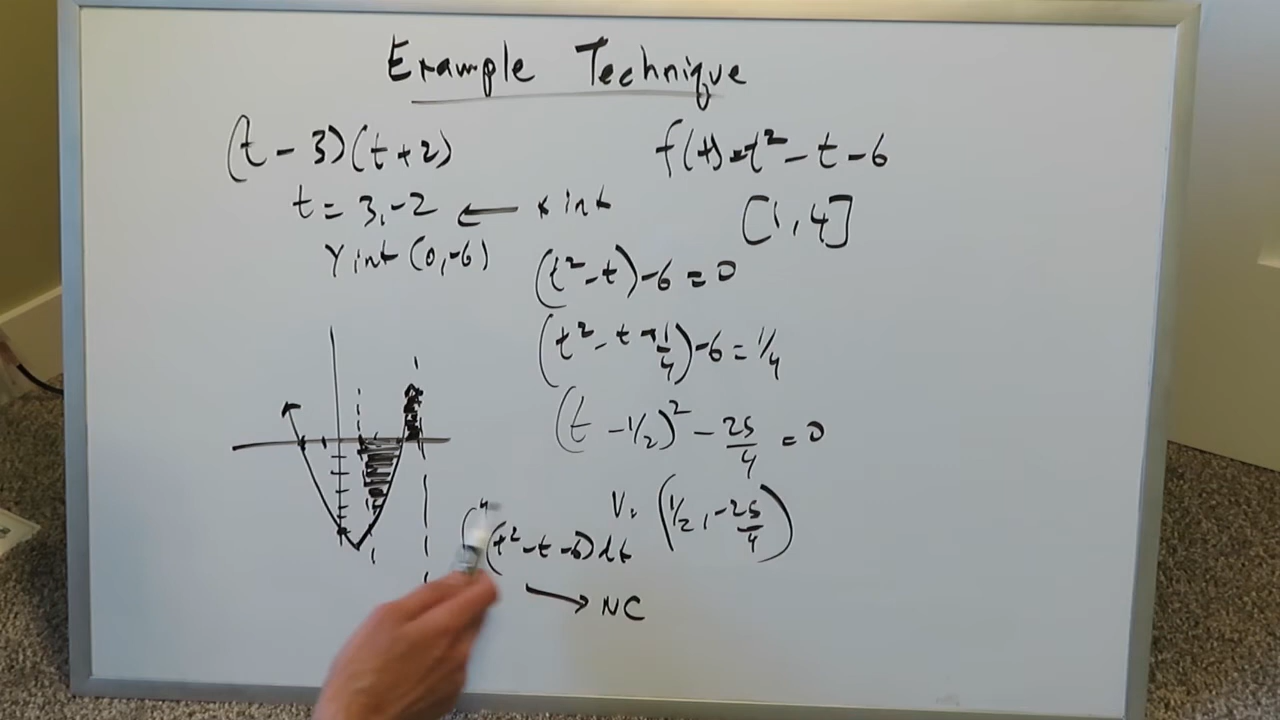 Example Technique
(t - 3)(t + 2)
t = 3, -2 ← x int
Y int (0, -6)
f(t) = t² - t - 6
[1, 4]
(t² - t) - 6 = 0
(t² - t + 1/4) - 6 = 1/4
(t - 1/2)² - 25/4 = 0
V: (1/2, -25/4)
∫ 4 (t² - t - 6) dt
→ NC